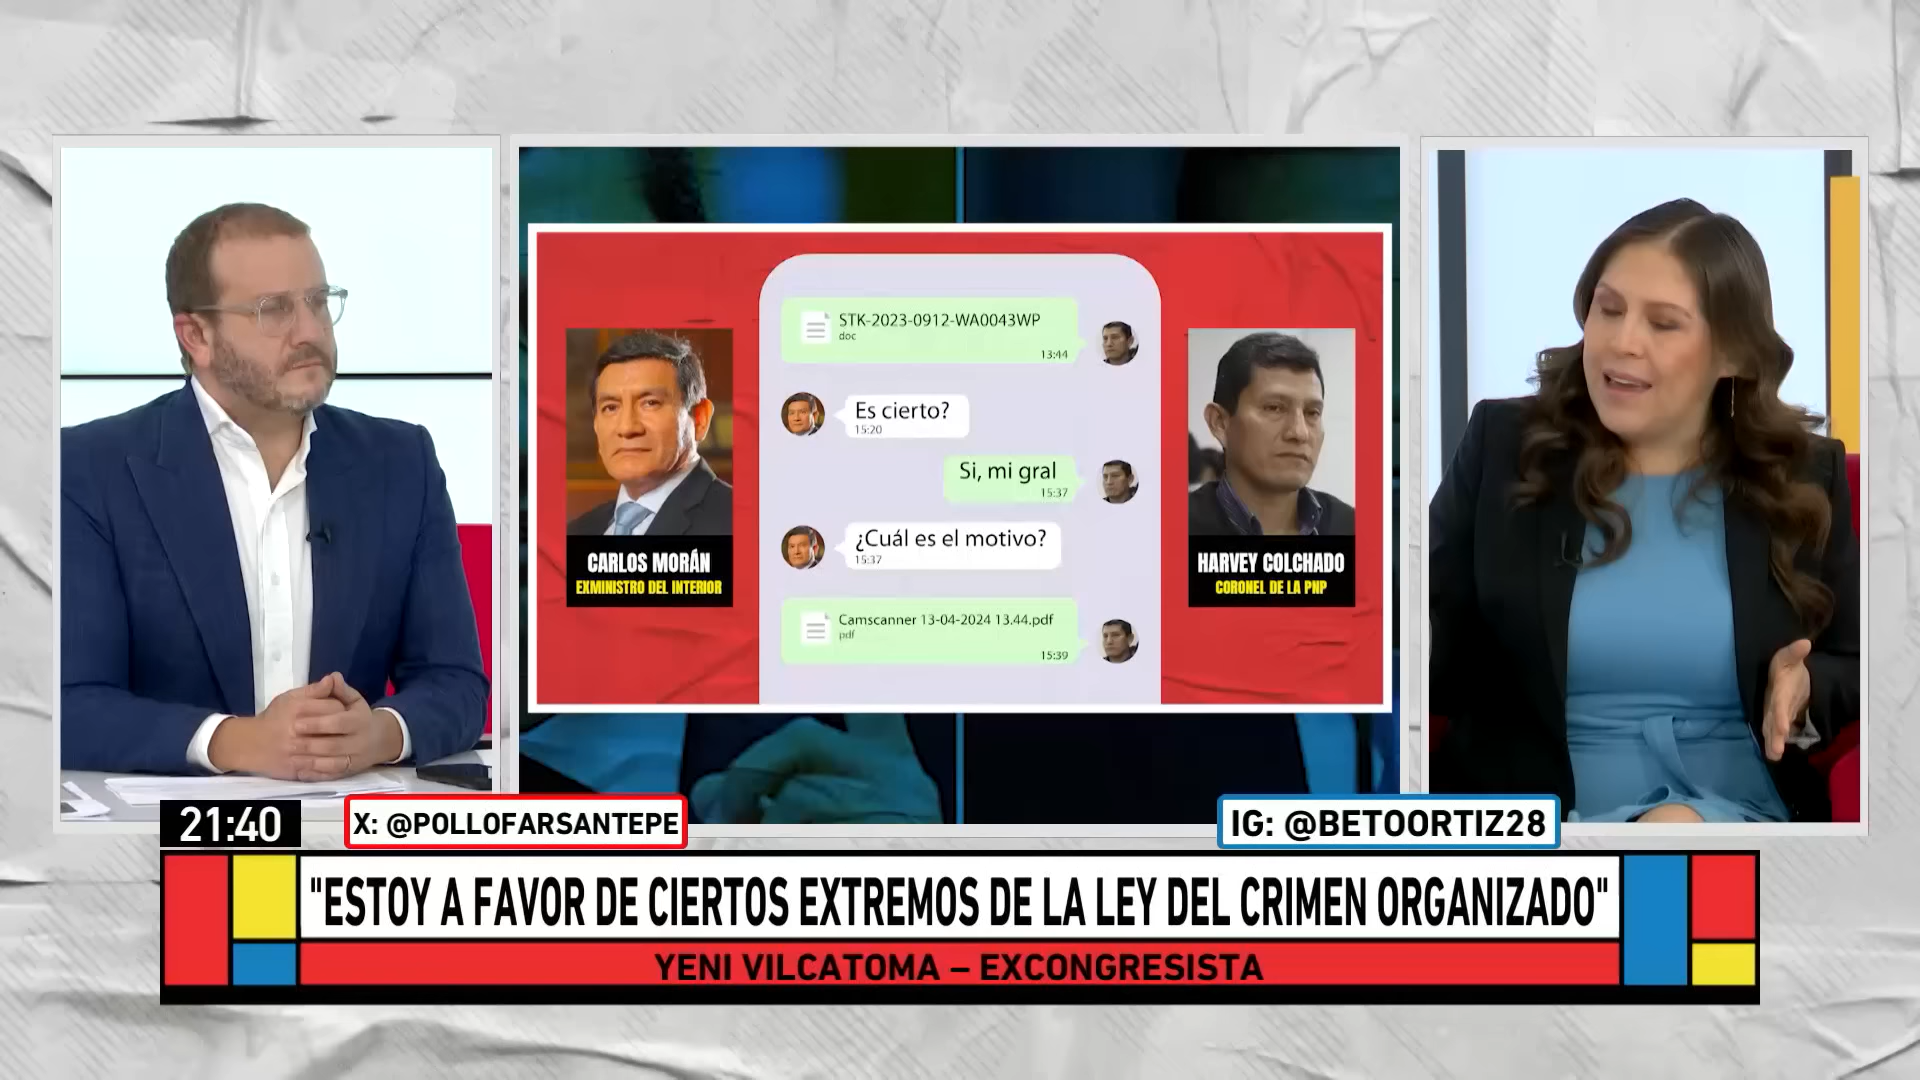 STK-2023-0912-WA0043WP
doc
13:44
Es cierto?
15:20
Si, mi gral
15:37
¿Cuál es el motivo?
15:37
Camscanner 13-04-2024 13.44.pdf
pdf
15:39
CARLOS MORÁN
EXMINISTRO DEL INTERIOR
HARVEY COLCHADO
CORONEL DE LA PNP
21:40
X: @POLLOFARSANTEPE
IG: @BETOORTIZ28
"ESTOY A FAVOR DE CIERTOS EXTREMOS DE LA LEY DEL CRIMEN ORGANIZADO"
YENI VILCATOMA – EXCONGRESISTA